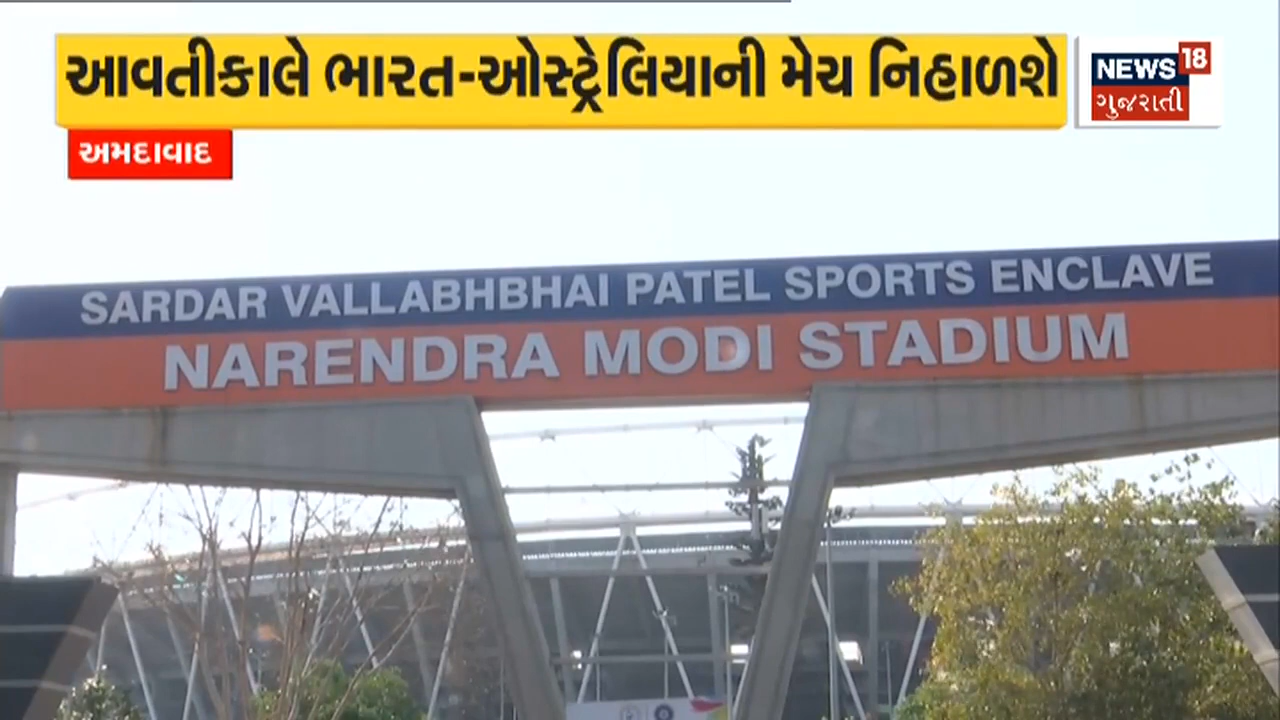 આવતીકાલે ભારત-ઓસ્ટ્રેલિયાની મેચ નિહાળશે
NEWS 18
ગુજરાતી
અમદાવાદ
SARDAR VALLABHBHAI PATEL SPORTS ENCLAVE
NARENDRA MODI STADIUM